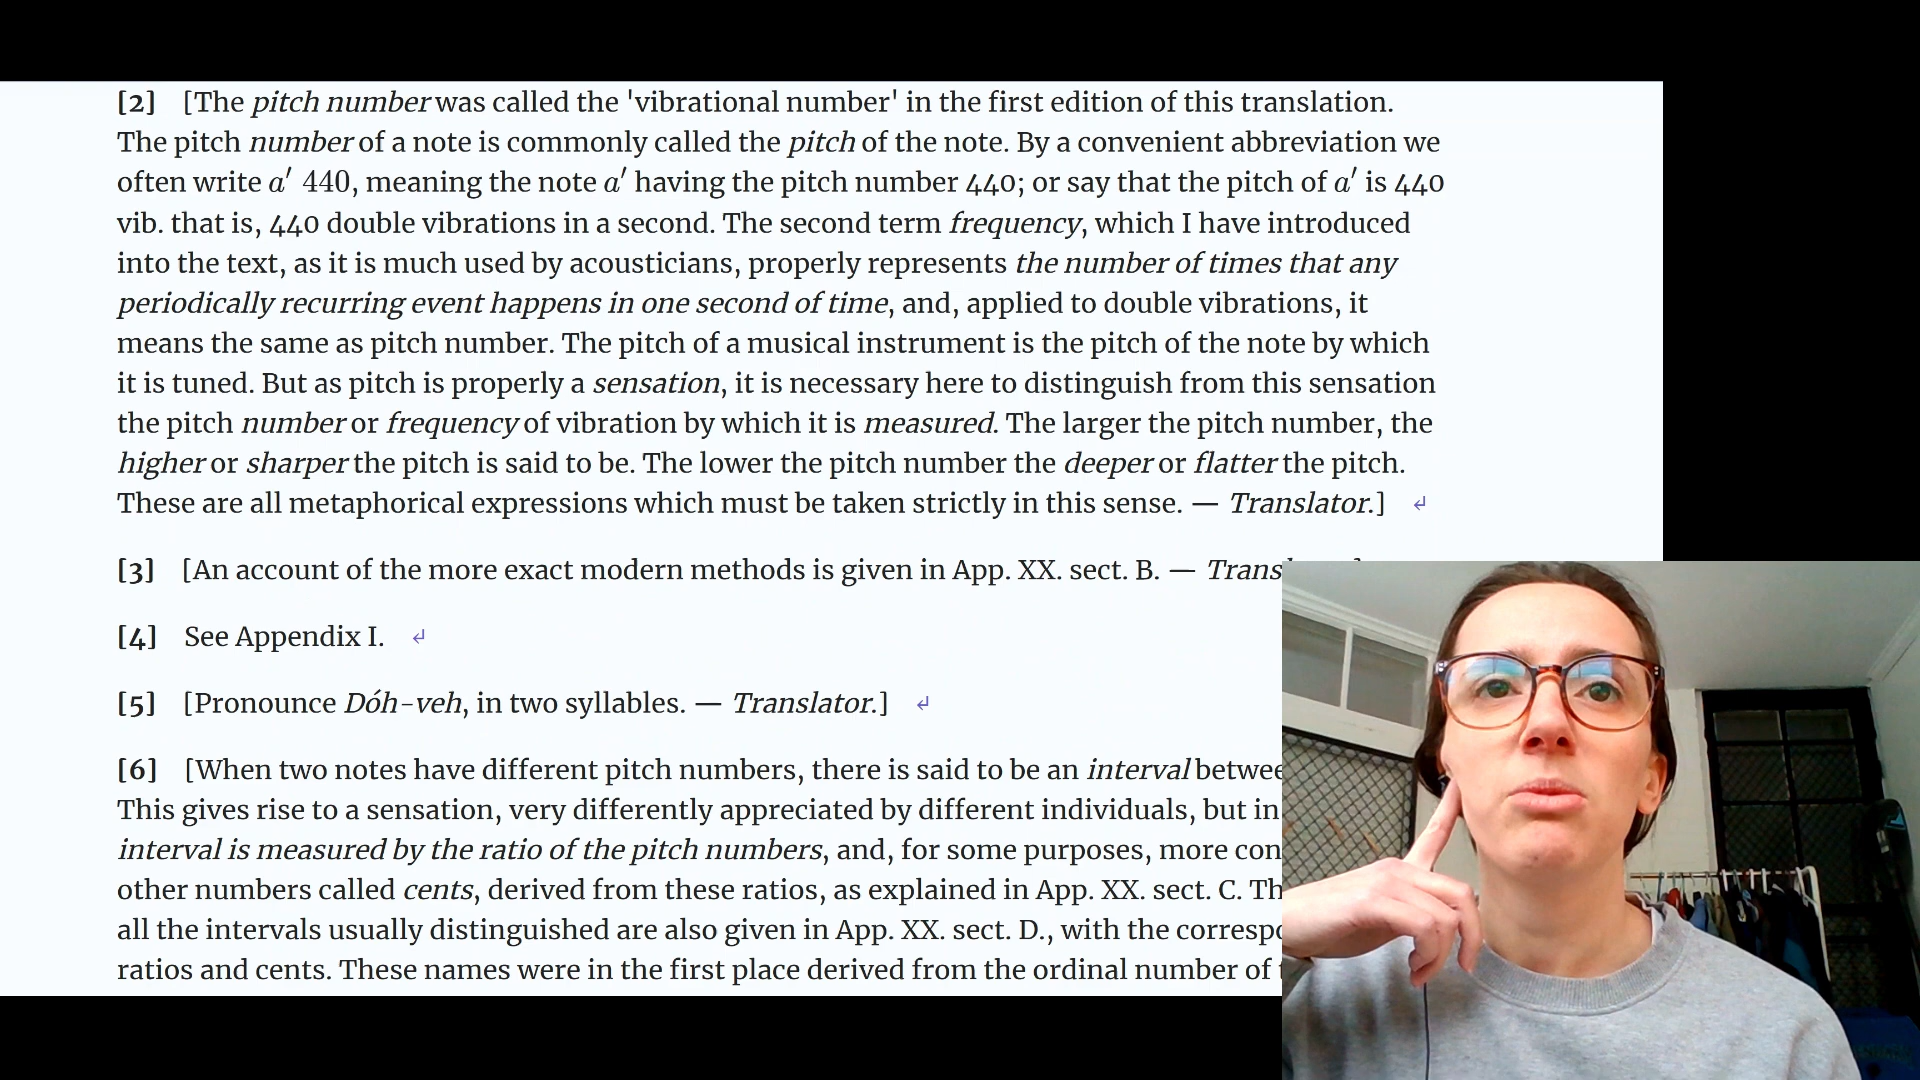 [2] [The pitch number was called the 'vibrational number' in the first edition of this translation.
The pitch number of a note is commonly called the pitch of the note. By a convenient abbreviation we
often write a′ 440, meaning the note a′ having the pitch number 440; or say that the pitch of a′ is 440
vib. that is, 440 double vibrations in a second. The second term frequency, which I have introduced
into the text, as it is much used by acousticians, properly represents the number of times that any
periodically recurring event happens in one second of time, and, applied to double vibrations, it
means the same as pitch number. The pitch of a musical instrument is the pitch of the note by which
it is tuned. But as pitch is properly a sensation, it is necessary here to distinguish from this sensation
the pitch number or frequency of vibration by which it is measured. The larger the pitch number, the
higher or sharper the pitch is said to be. The lower the pitch number the deeper or flatter the pitch.
These are all metaphorical expressions which must be taken strictly in this sense. — Translator.] ↲
[3] [An account of the more exact modern methods is given in App. XX. sect. B. —
[4] See Appendix I. ↲
[5] [Pronounce Dóh-veh, in two syllables. — Translator.] ↲
[6] [When two notes have different pitch numbers, there is said to be an interval
This gives rise to a sensation, very differently appreciated by different individuals, but in
interval is measured by the ratio of the pitch numbers, and, for some purposes, more
other numbers called cents, derived from these ratios, as explained in App. XX. sect. C.
all the intervals usually distinguished are also given in App. XX. sect. D., with the
ratios and cents. These names were in the first place derived from the ordinal number of